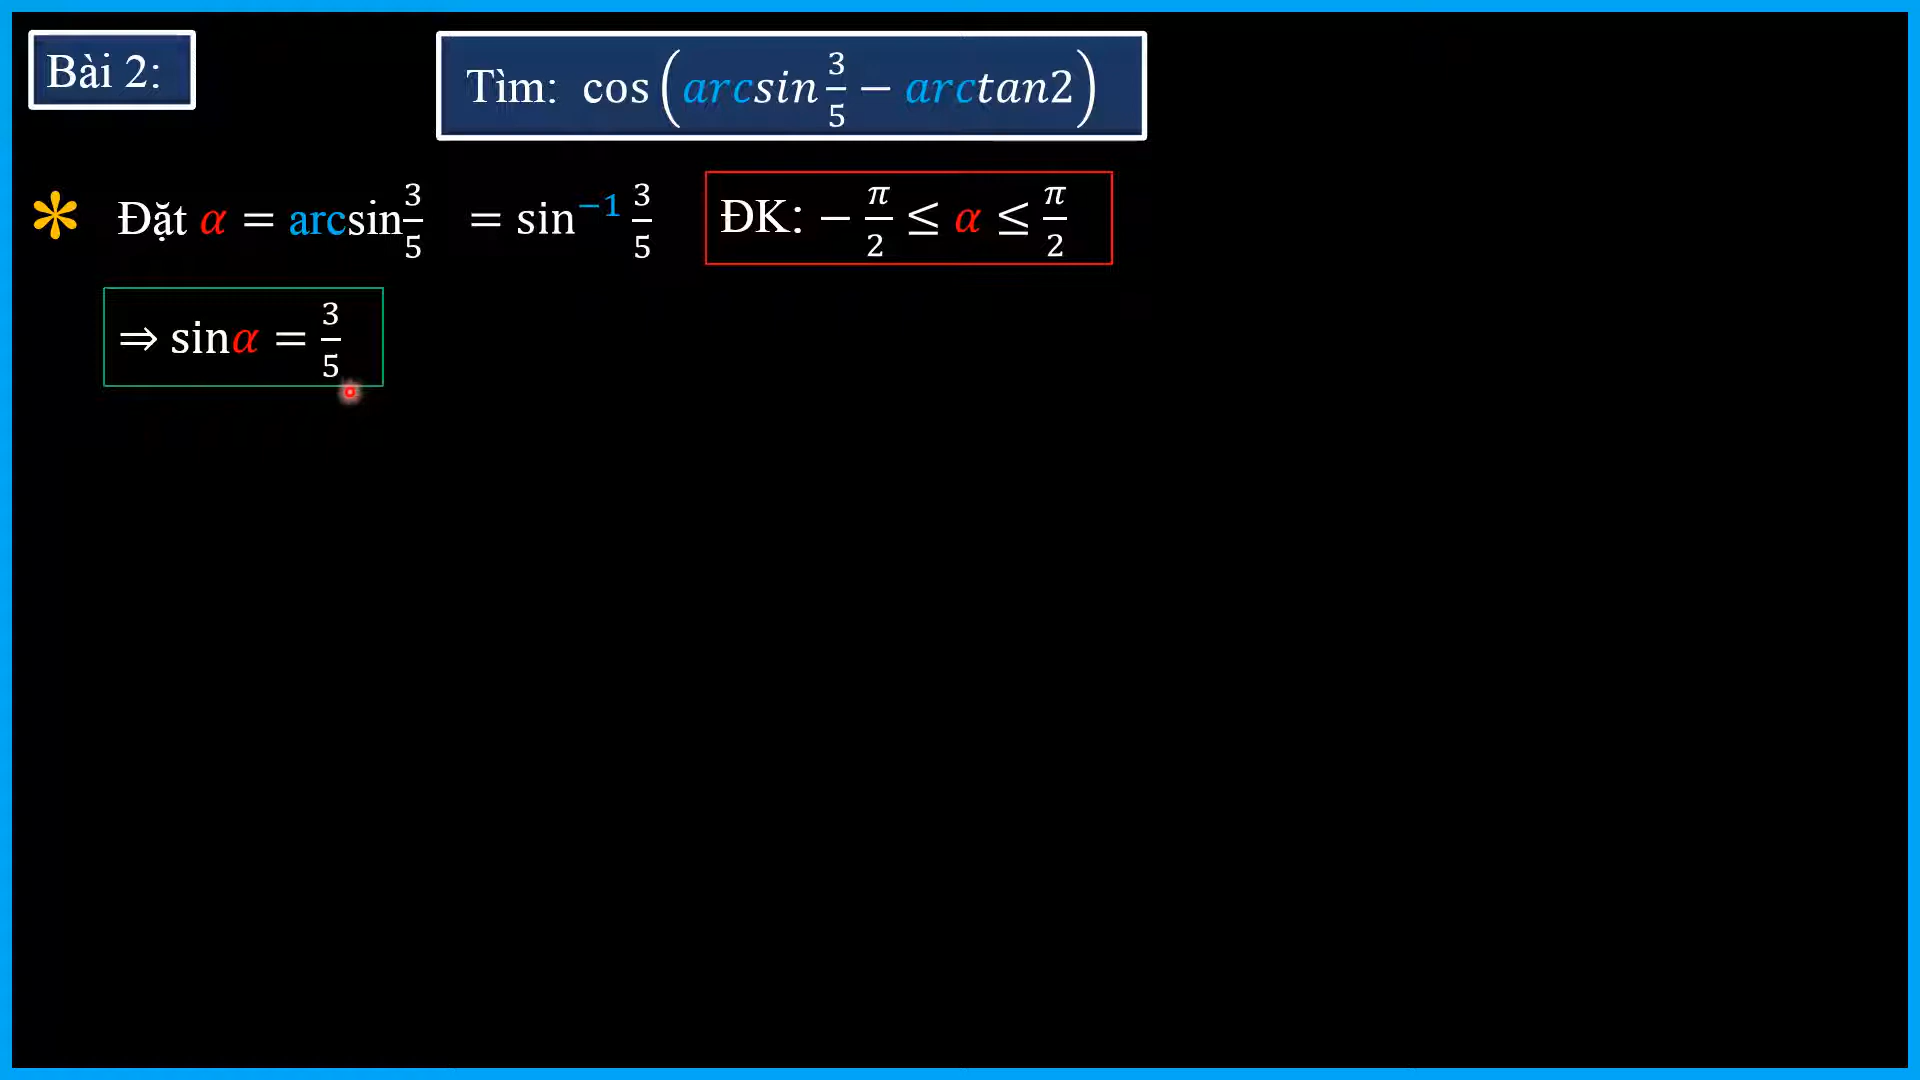 Bài 2:
Tìm: cos(arcsin 3/5 − arctan2)
* Đặt α = arcsin 3/5 = sin⁻¹ 3/5 ĐK: − π/2 ≤ α ≤ π/2
⇒ sinα = 3/5